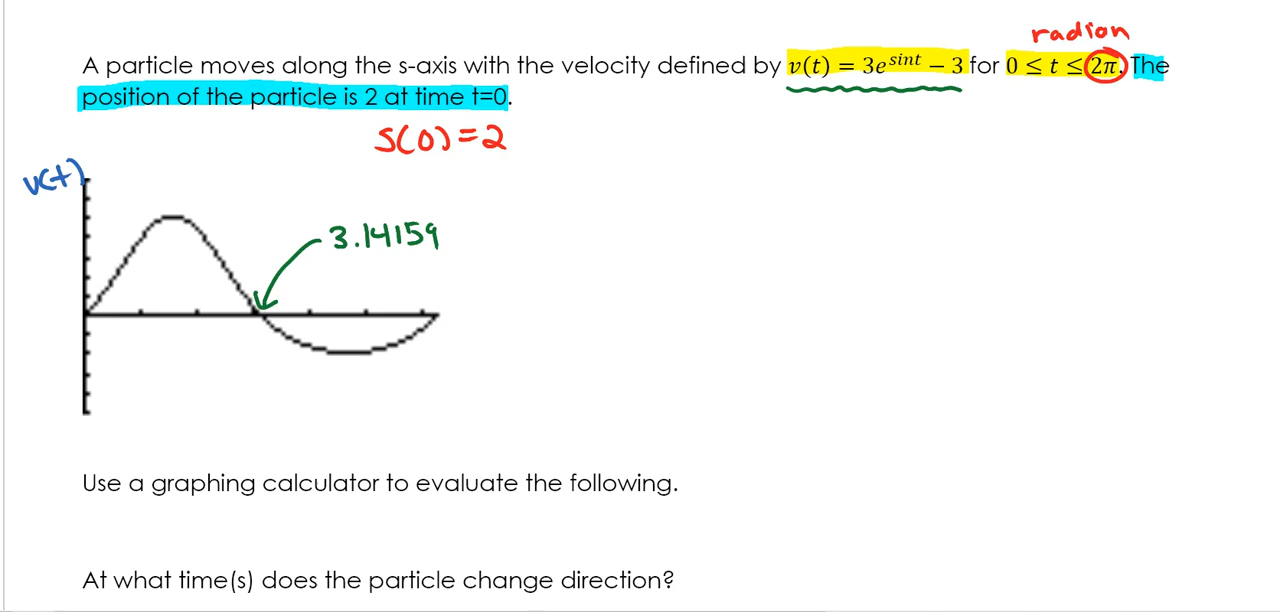 radian
A particle moves along the s-axis with the velocity defined by v(t) = 3e^{sint} − 3 for 0 ≤ t ≤ 2π. The
position of the particle is 2 at time t=0.
S(0)=2
v(t)
3.14159
Use a graphing calculator to evaluate the following.
At what time(s) does the particle change direction?